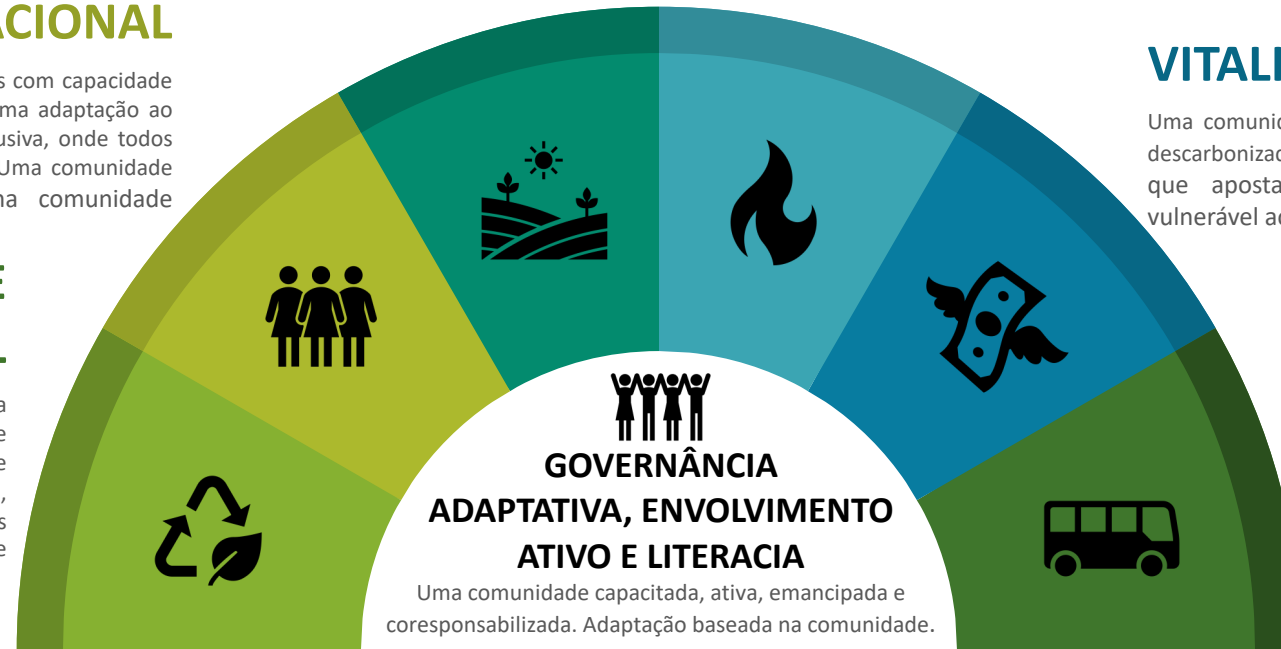 ACIONAL
s com capacidade
ma adaptação ao
usiva, onde todos
Uma comunidade
na comunidade
E
L
a
e
e
,
s
e
VITALI
Uma comunid
descarbonizad
que aposta
vulnerável ac
GOVERNÂNCIA
ADAPTATIVA, ENVOLVIMENTO
ATIVO E LITERACIA
Uma comunidade capacitada, ativa, emancipada e
coresponsabilizada. Adaptação baseada na comunidade.